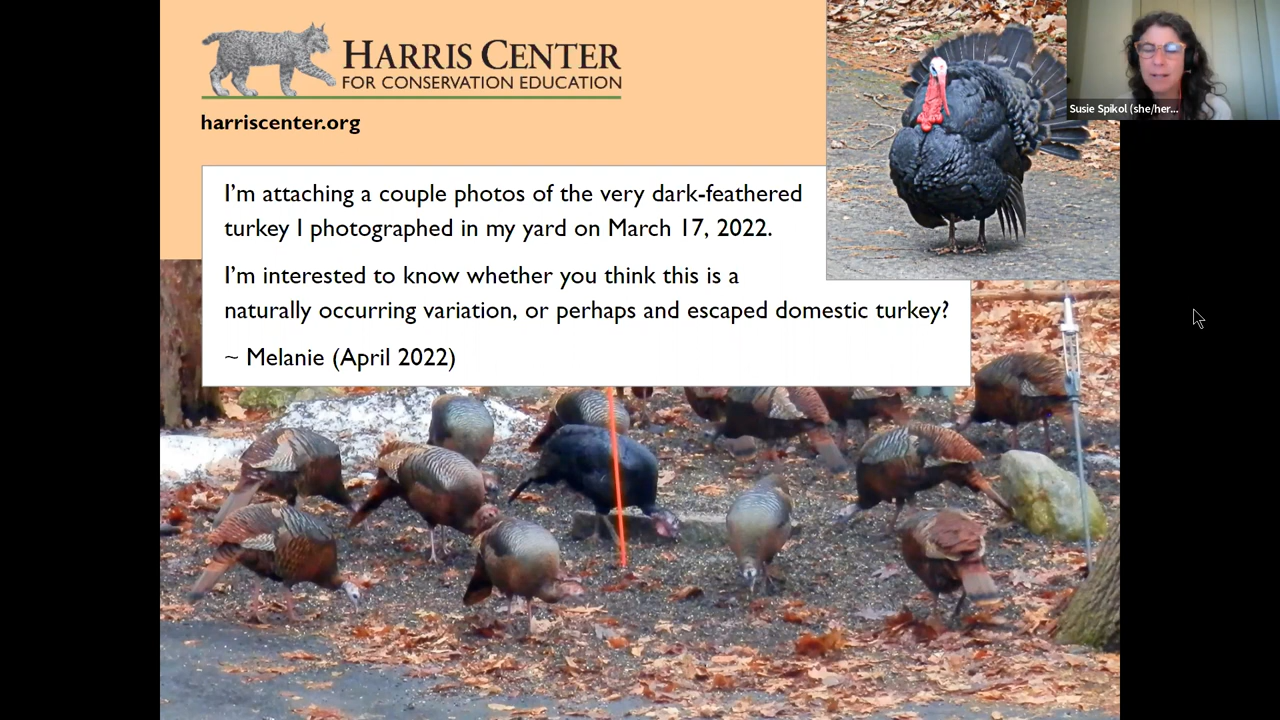 HARRIS CENTER
FOR CONSERVATION EDUCATION
harriscenter.org
Susie Spikol (she/her...
I'm attaching a couple photos of the very dark-feathered
turkey I photographed in my yard on March 17, 2022.
I'm interested to know whether you think this is a
naturally occurring variation, or perhaps and escaped domestic turkey?
~ Melanie (April 2022)